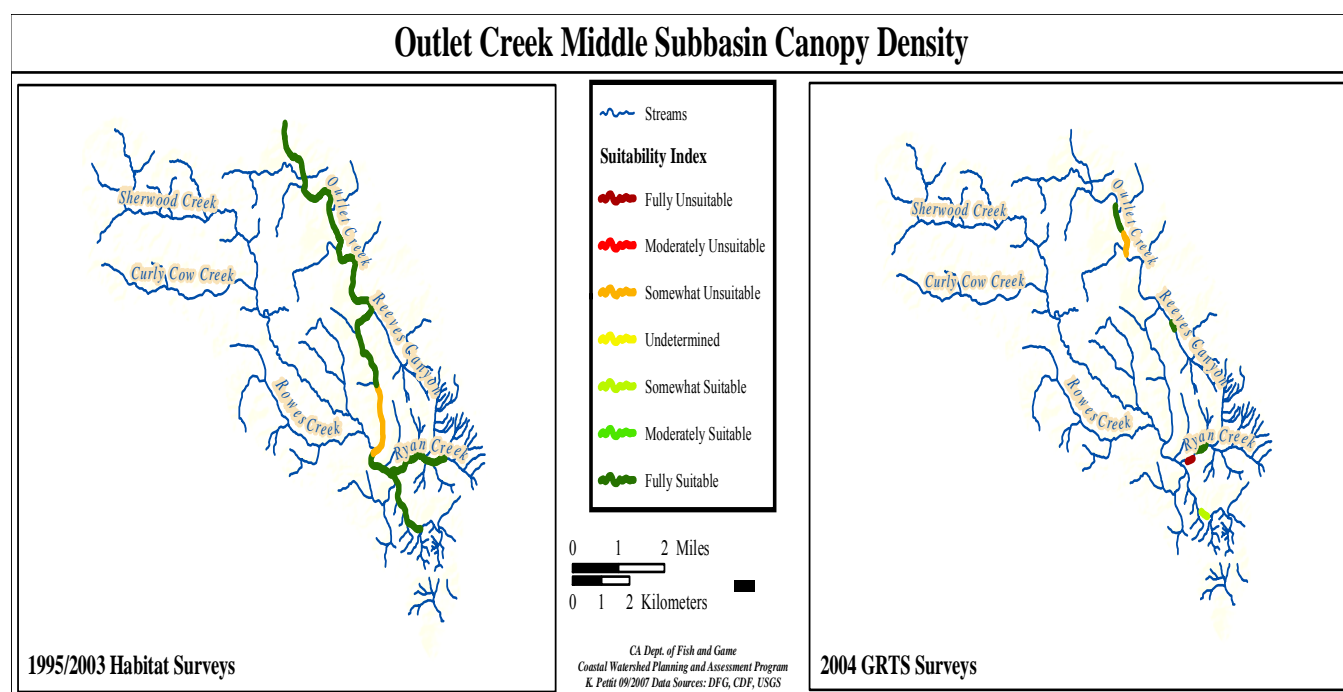 Outlet Creek Middle Subbasin Canopy Density
Sherwood Creek
Curly Cow Creek
Outlet Creek
Reeves Canyon
Rowes Creek
Ryan Creek
1995/2003 Habitat Surveys
Streams
Suitability Index
Fully Unsuitable
Moderately Unsuitable
Somewhat Unsuitable
Undetermined
Somewhat Suitable
Moderately Suitable
Fully Suitable
0 1 2 Miles
0 1 2 Kilometers
CA Dept. of Fish and Game
Coastal Watershed Planning and Assessment Program
K. Pettit 09/2007 Data Sources: DFG, CDF, USGS
Sherwood Creek
Curly Cow Creek
Outlet Creek
Reeves Canyon
Rowes Creek
Ryan Creek
2004 GRTS Surveys